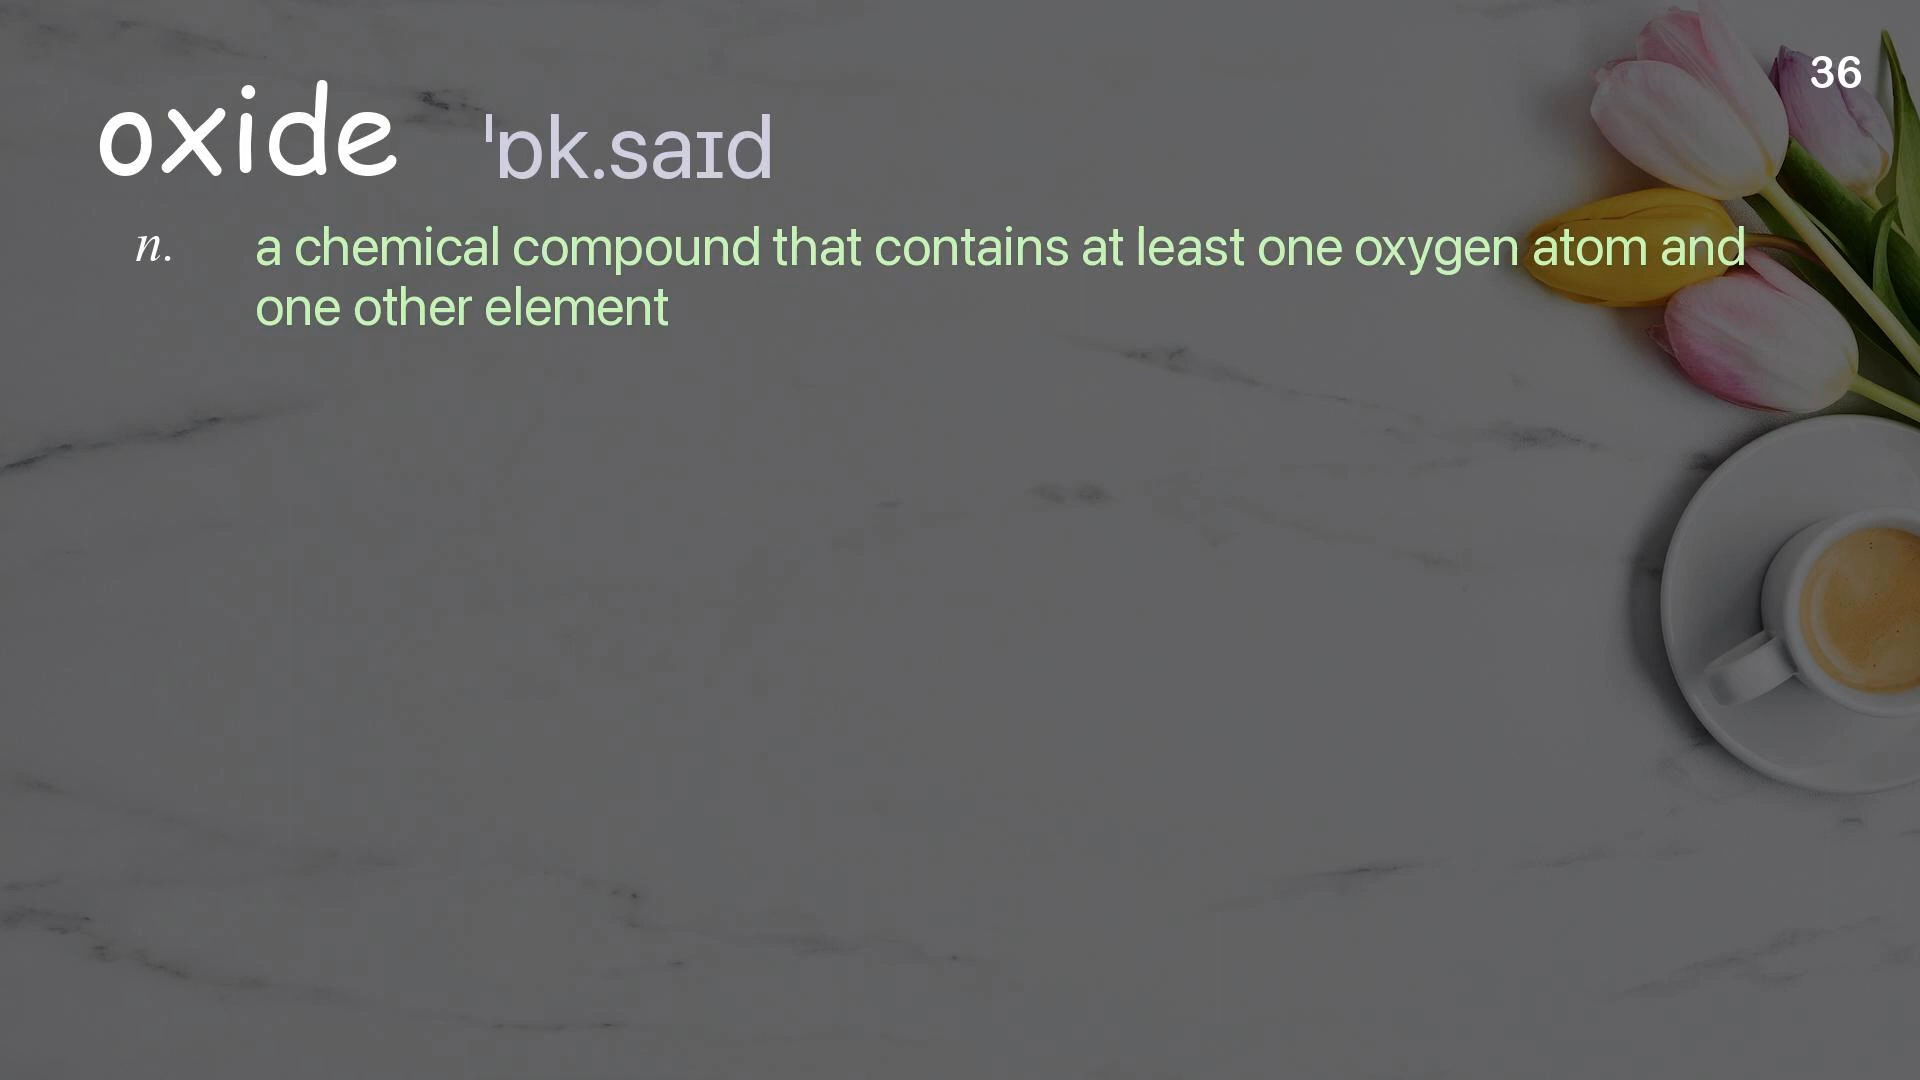 36
oxide ˈɒk.saɪd
n. a chemical compound that contains at least one oxygen atom and
one other element